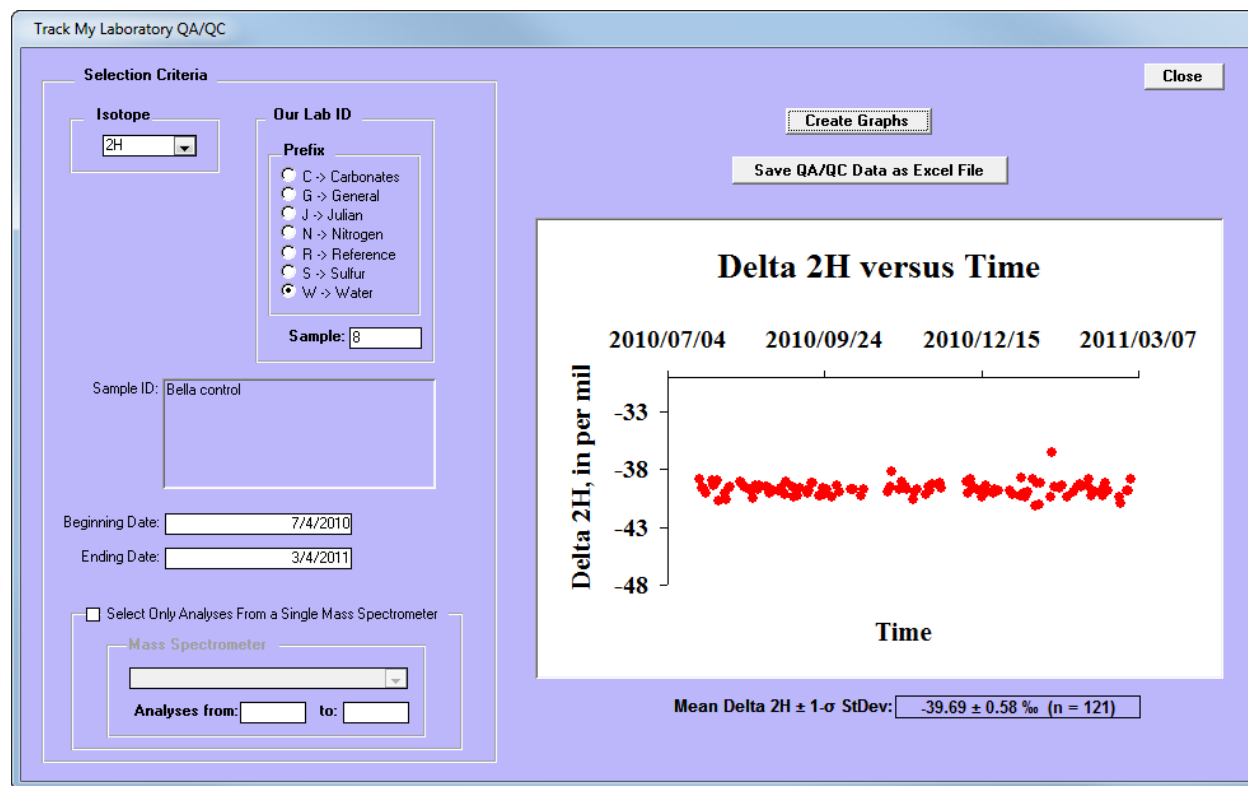 Track My Laboratory QA/QC
Selection Criteria
Isotope
2H
Our Lab ID
Prefix
C -> Carbonates
G -> General
J -> Julian
N -> Nitrogen
R -> Reference
S -> Sulfur
W -> Water
Sample: 8
Sample ID: Bella control
Beginning Date: 7/4/2010
Ending Date: 3/4/2011
Select Only Analyses From a Single Mass Spectrometer
Mass Spectrometer
Analyses from: to:
Close
Create Graphs
Save QA/QC Data as Excel File
Delta 2H versus Time
2010/07/04 2010/09/24 2010/12/15 2011/03/07
Delta 2H, in per mil
-33
-38
-43
-48
Time
Mean Delta 2H ± 1-σ StDev: -39.69 ± 0.58 ‰ (n = 121)